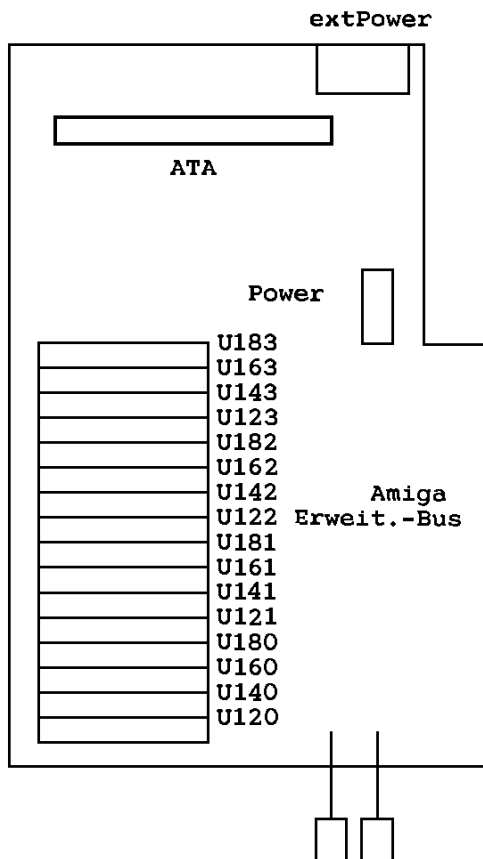 extPower
ATA
Power
U183
U163
U143
U123
U182
U162
U142
Amiga
U122
Erweit.-Bus
U181
U161
U141
U121
U180
U160
U140
U120